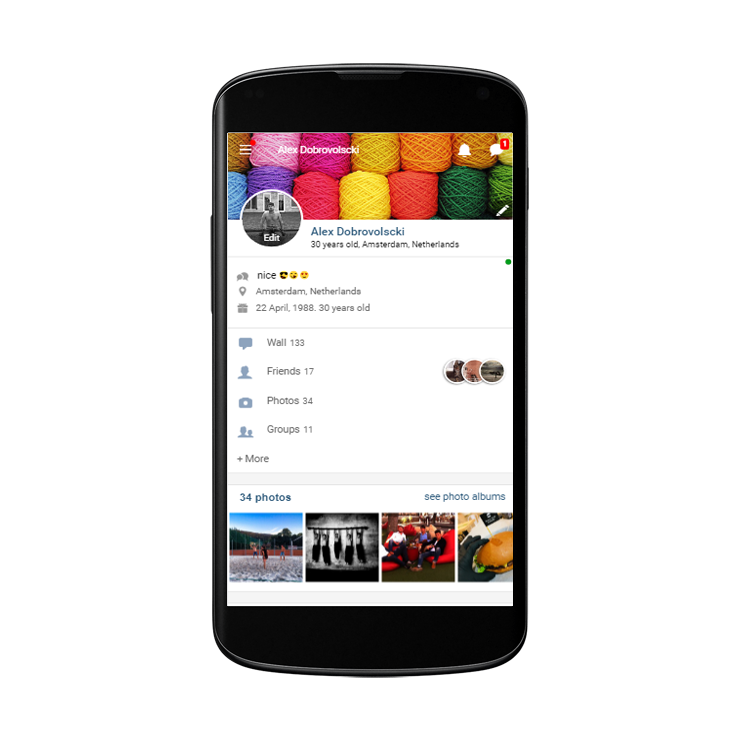 Alex Dobrovolscki
1
Edit
Alex Dobrovolscki
30 years old, Amsterdam, Netherlands
nice 😎😜😍
Amsterdam, Netherlands
22 April, 1988. 30 years old
Wall 133
Friends 17
Photos 34
Groups 11
+ More
34 photos
see photo albums